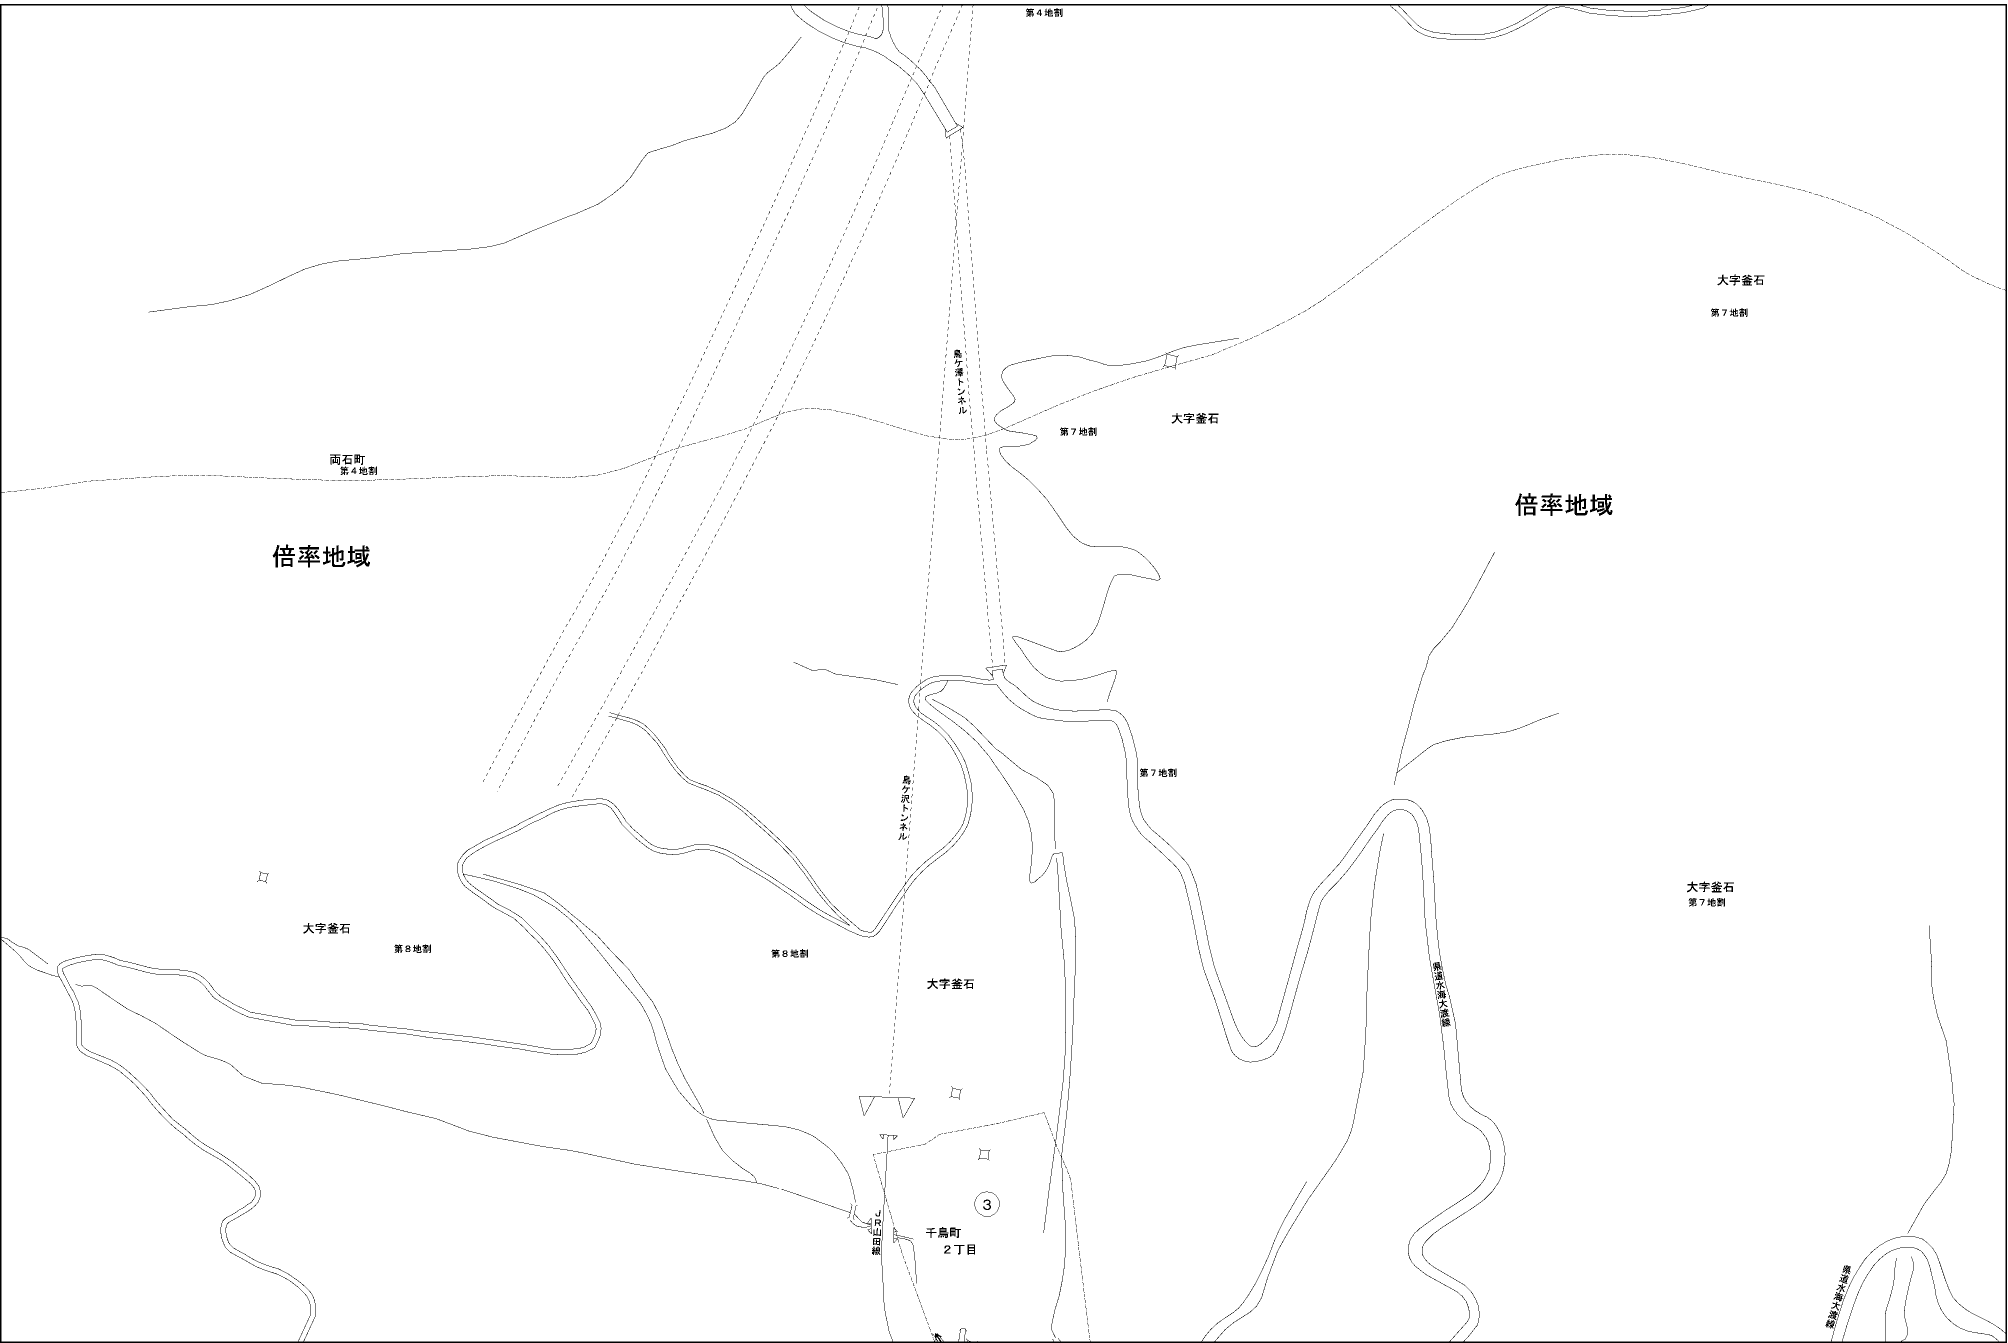 第４地割
大字釜石
第７地割
鳥ケ澤トンネル
大字釜石
第７地割
両石町
第４地割
倍率地域
倍率地域
第７地割
鳥ケ沢トンネル
大字釜石
第７地割
大字釜石
第８地割
第８地割
大字釜石
県道水海大渡線
3
ＪＲ山田線
千鳥町
２丁目
県道水海大渡線